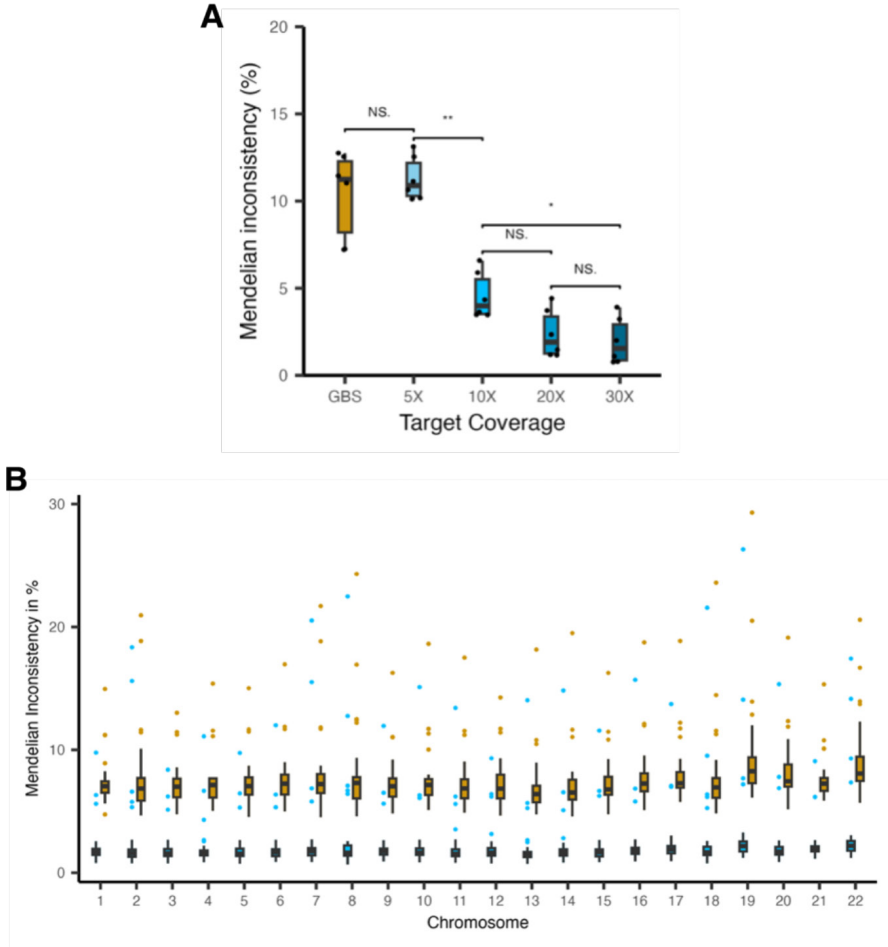 A
Mendelian inconsistency (%)
20
15
10
5
0
NS.
**
*
NS.
NS.
GBS 5X 10X 20X 30X
Target Coverage
B
Mendelian Inconsistency in %
30
20
10
0
1 2 3 4 5 6 7 8 9 10 11 12 13 14 15 16 17 18 19 20 21 22
Chromosome